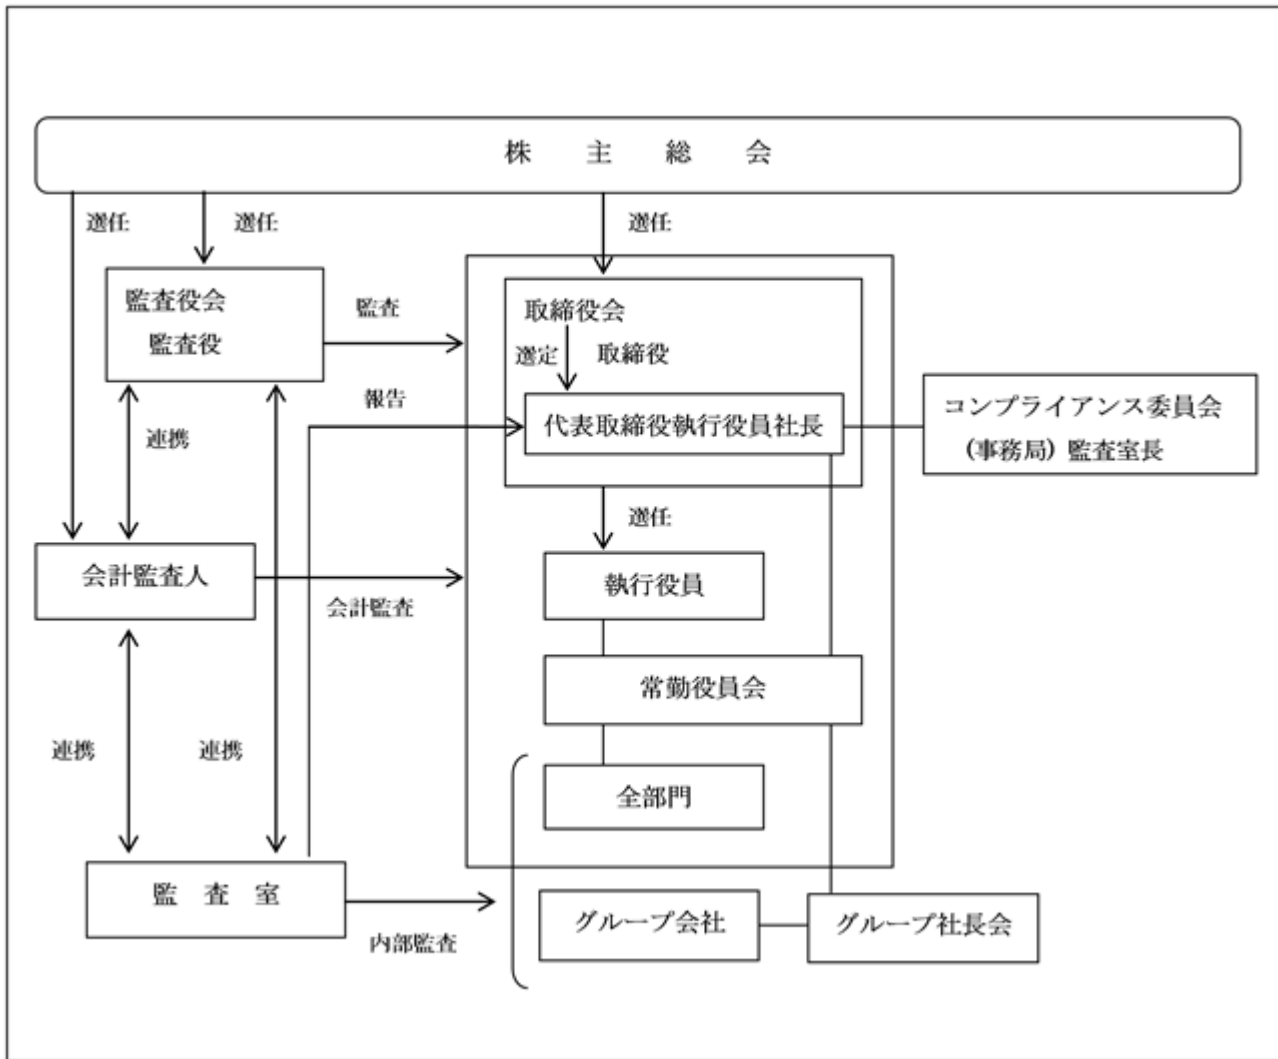 株　主　総　会
選任
選任
選任
監査役会
監査役
監査
取締役会
選定
取締役
報告
代表取締役執行役員社長
コンプライアンス委員会
(事務局) 監査室長
連携
選任
会計監査人
会計監査
執行役員
常勤役員会
連携
連携
全部門
監　査　室
内部監査
グループ会社
グループ社長会